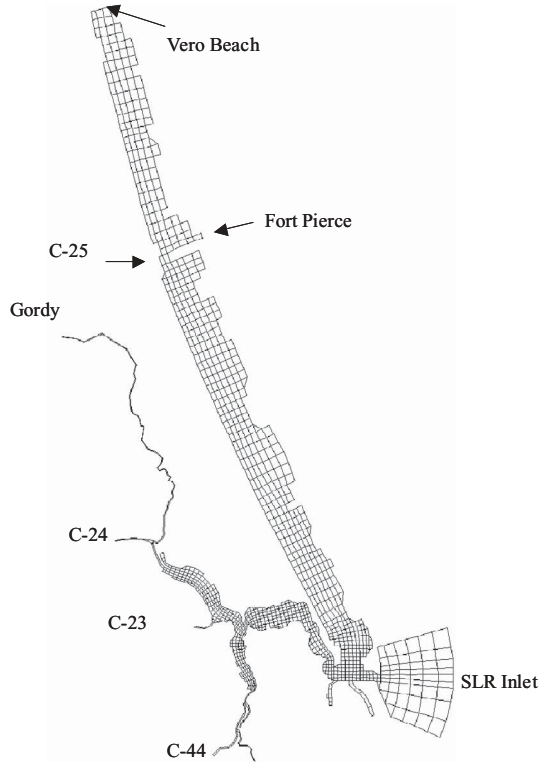 Vero Beach
Fort Pierce
C-25
Gordy
C-24
C-23
SLR Inlet
C-44